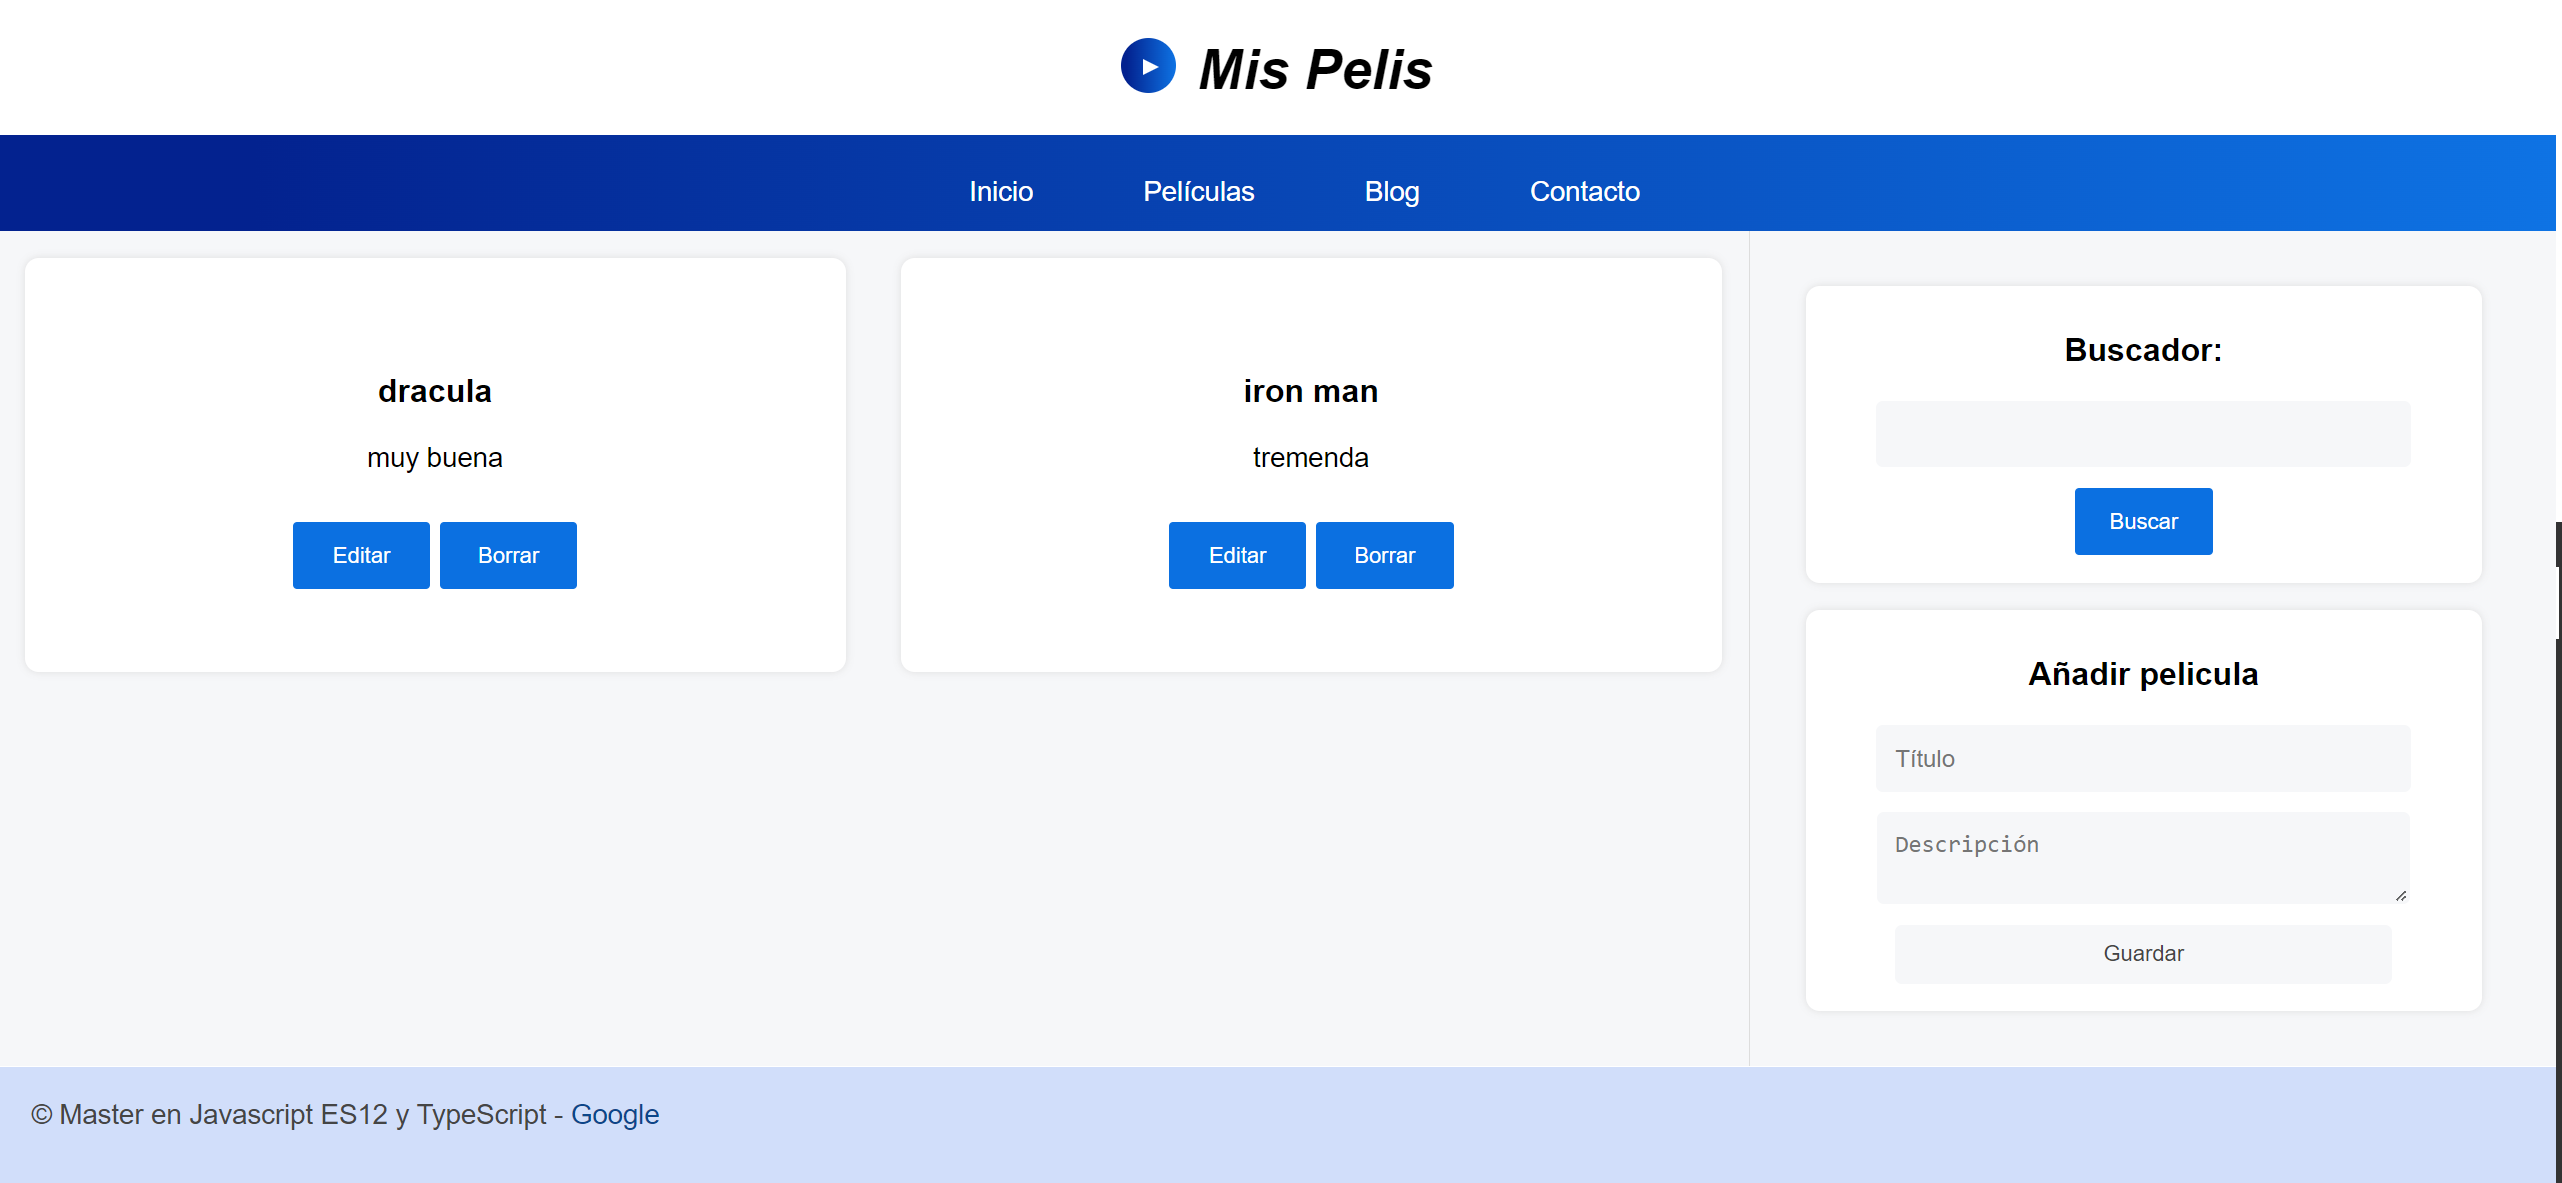 Mis Pelis
Inicio
Películas
Blog
Contacto
dracula
muy buena
Editar
Borrar
iron man
tremenda
Editar
Borrar
Buscador:
Buscar
Añadir pelicula
Título
Descripción
Guardar
© Master en Javascript ES12 y TypeScript - Google